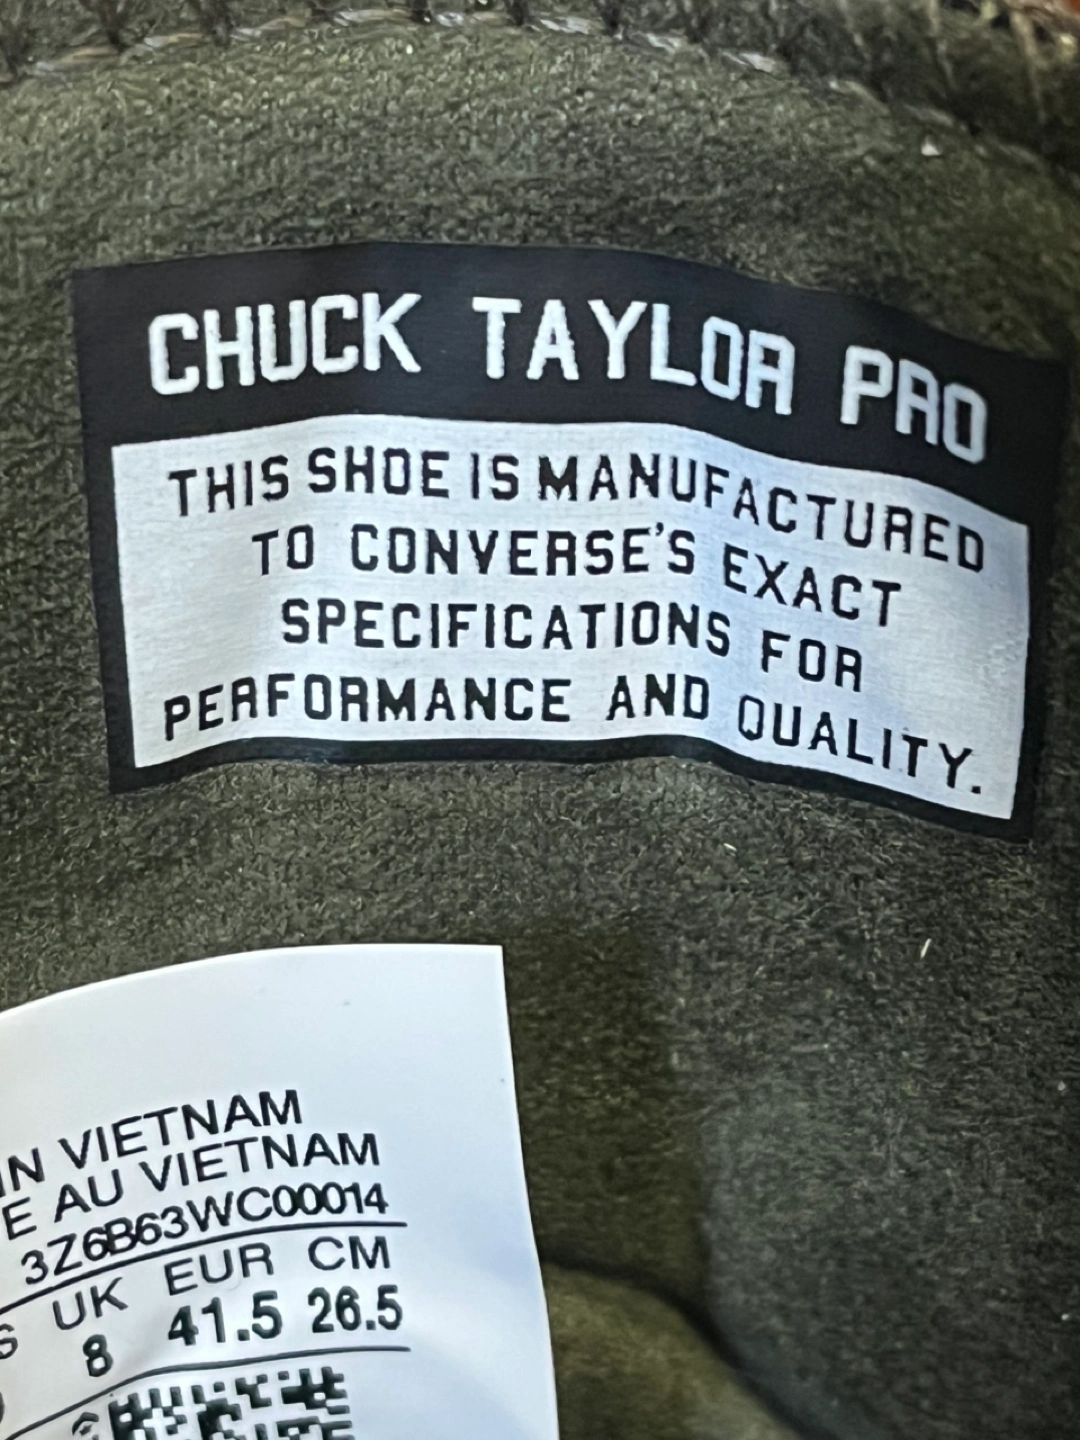 CHUCK TAYLOR PRO
THIS SHOE IS MANUFACTURED
TO CONVERSE'S EXACT
SPECIFICATIONS FOR
PERFORMANCE AND QUALITY.
IN VIETNAM
AU VIETNAM
3Z6B63WC00014
UK EUR CM
8 41.5 26.5